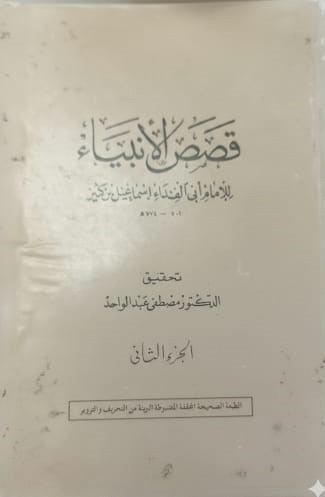 قصص الأنبياء
للإمام أبي الفداء إسماعيل بن كثير
٧٠١ - ٧٧٤ هـ
تحقيق
الدكتور مصطفى عبد الواحد
الجزء الثاني
الطبعة الصحيحة المحققة المضبوطة البريئة من التحريف والتزوير